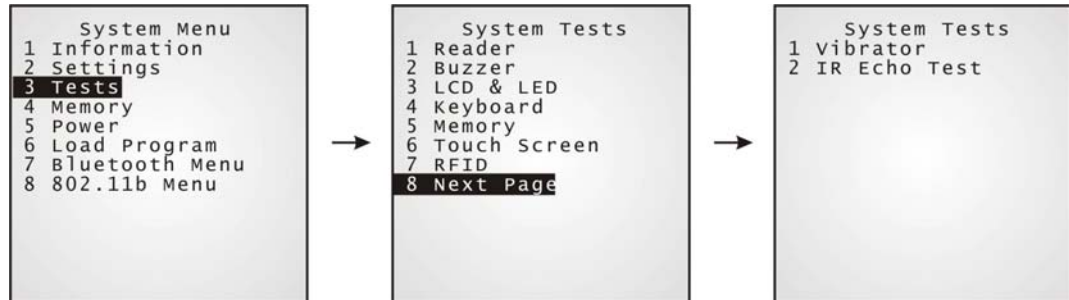 System Menu
1 Information
2 Settings
3 Tests
4 Memory
5 Power
6 Load Program
7 Bluetooth Menu
8 802.11b Menu
System Tests
1 Reader
2 Buzzer
3 LCD & LED
4 Keyboard
5 Memory
6 Touch Screen
7 RFID
8 Next Page
System Tests
1 Vibrator
2 IR Echo Test